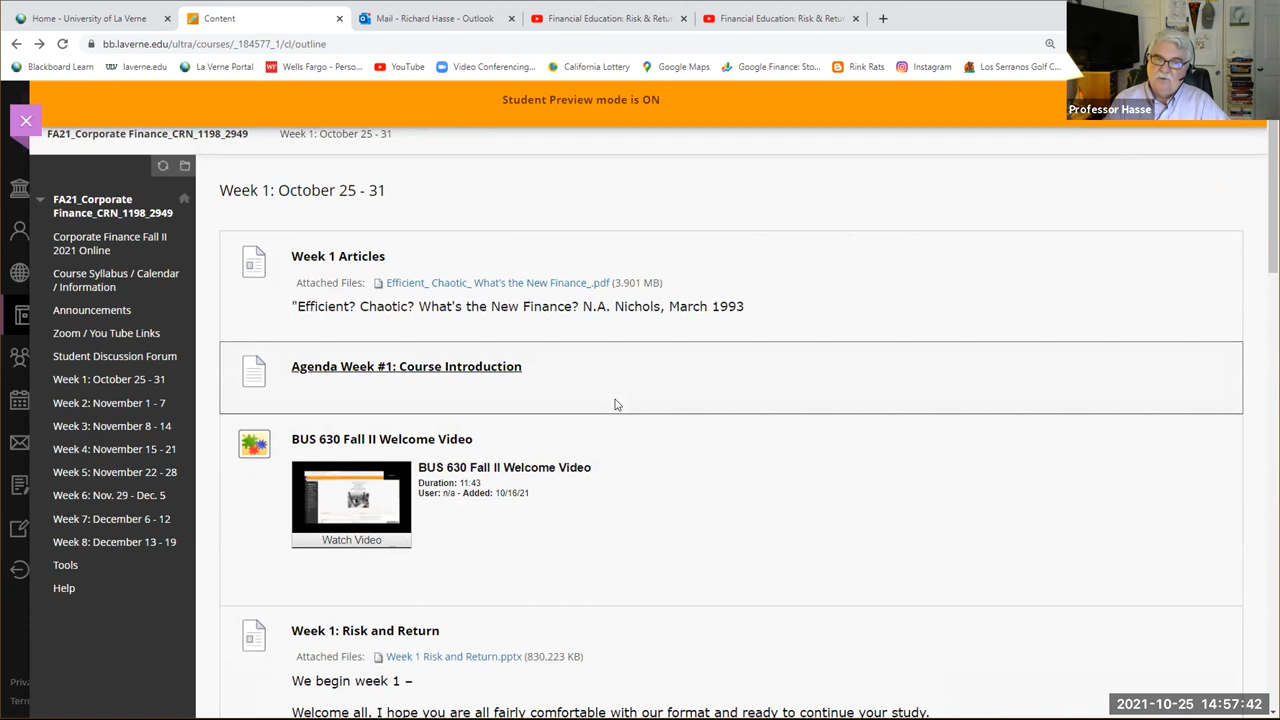 Home - University of La Verne
Content
Mail - Richard Hasse - Outlook
Financial Education: Risk & Retu
Financial Education: Risk & Retu
bb.laverne.edu/ultra/courses/_184577_1/cl/outline
Blackboard Learn
laverne.edu
La Verne Portal
Wells Fargo - Perso...
YouTube
Video Conferencing,...
California Lottery
Google Maps
Google Finance: Sto...
Rink Rats
Instagram
Los Serranos Golf C...
Professor Hasse
Student Preview mode is ON
FA21_Corporate Finance_CRN_1198_2949
Week 1: October 25 - 31
FA21_Corporate
Finance_CRN_1198_2949
Corporate Finance Fall II
2021 Online
Course Syllabus / Calendar
/ Information
Announcements
Zoom / You Tube Links
Student Discussion Forum
Week 1: October 25 - 31
Week 2: November 1 - 7
Week 3: November 8 - 14
Week 4: November 15 - 21
Week 5: November 22 - 28
Week 6: Nov. 29 - Dec. 5
Week 7: December 6 - 12
Week 8: December 13 - 19
Tools
Help
Priva
Term
Week 1: October 25 - 31
Week 1 Articles
Attached Files: Efficient_ Chaotic_ What's the New Finance_.pdf (3.901 MB)
"Efficient? Chaotic? What's the New Finance? N.A. Nichols, March 1993
Agenda Week #1: Course Introduction
BUS 630 Fall II Welcome Video
BUS 630 Fall II Welcome Video
Duration: 11:43
User: n/a - Added: 10/16/21
Watch Video
Week 1: Risk and Return
Attached Files: Week 1 Risk and Return.pptx (830.223 KB)
We begin week 1 –
Welcome all. I hope you are all fairly comfortable with our format and ready to continue your study.
2021-10-25 14:57:42